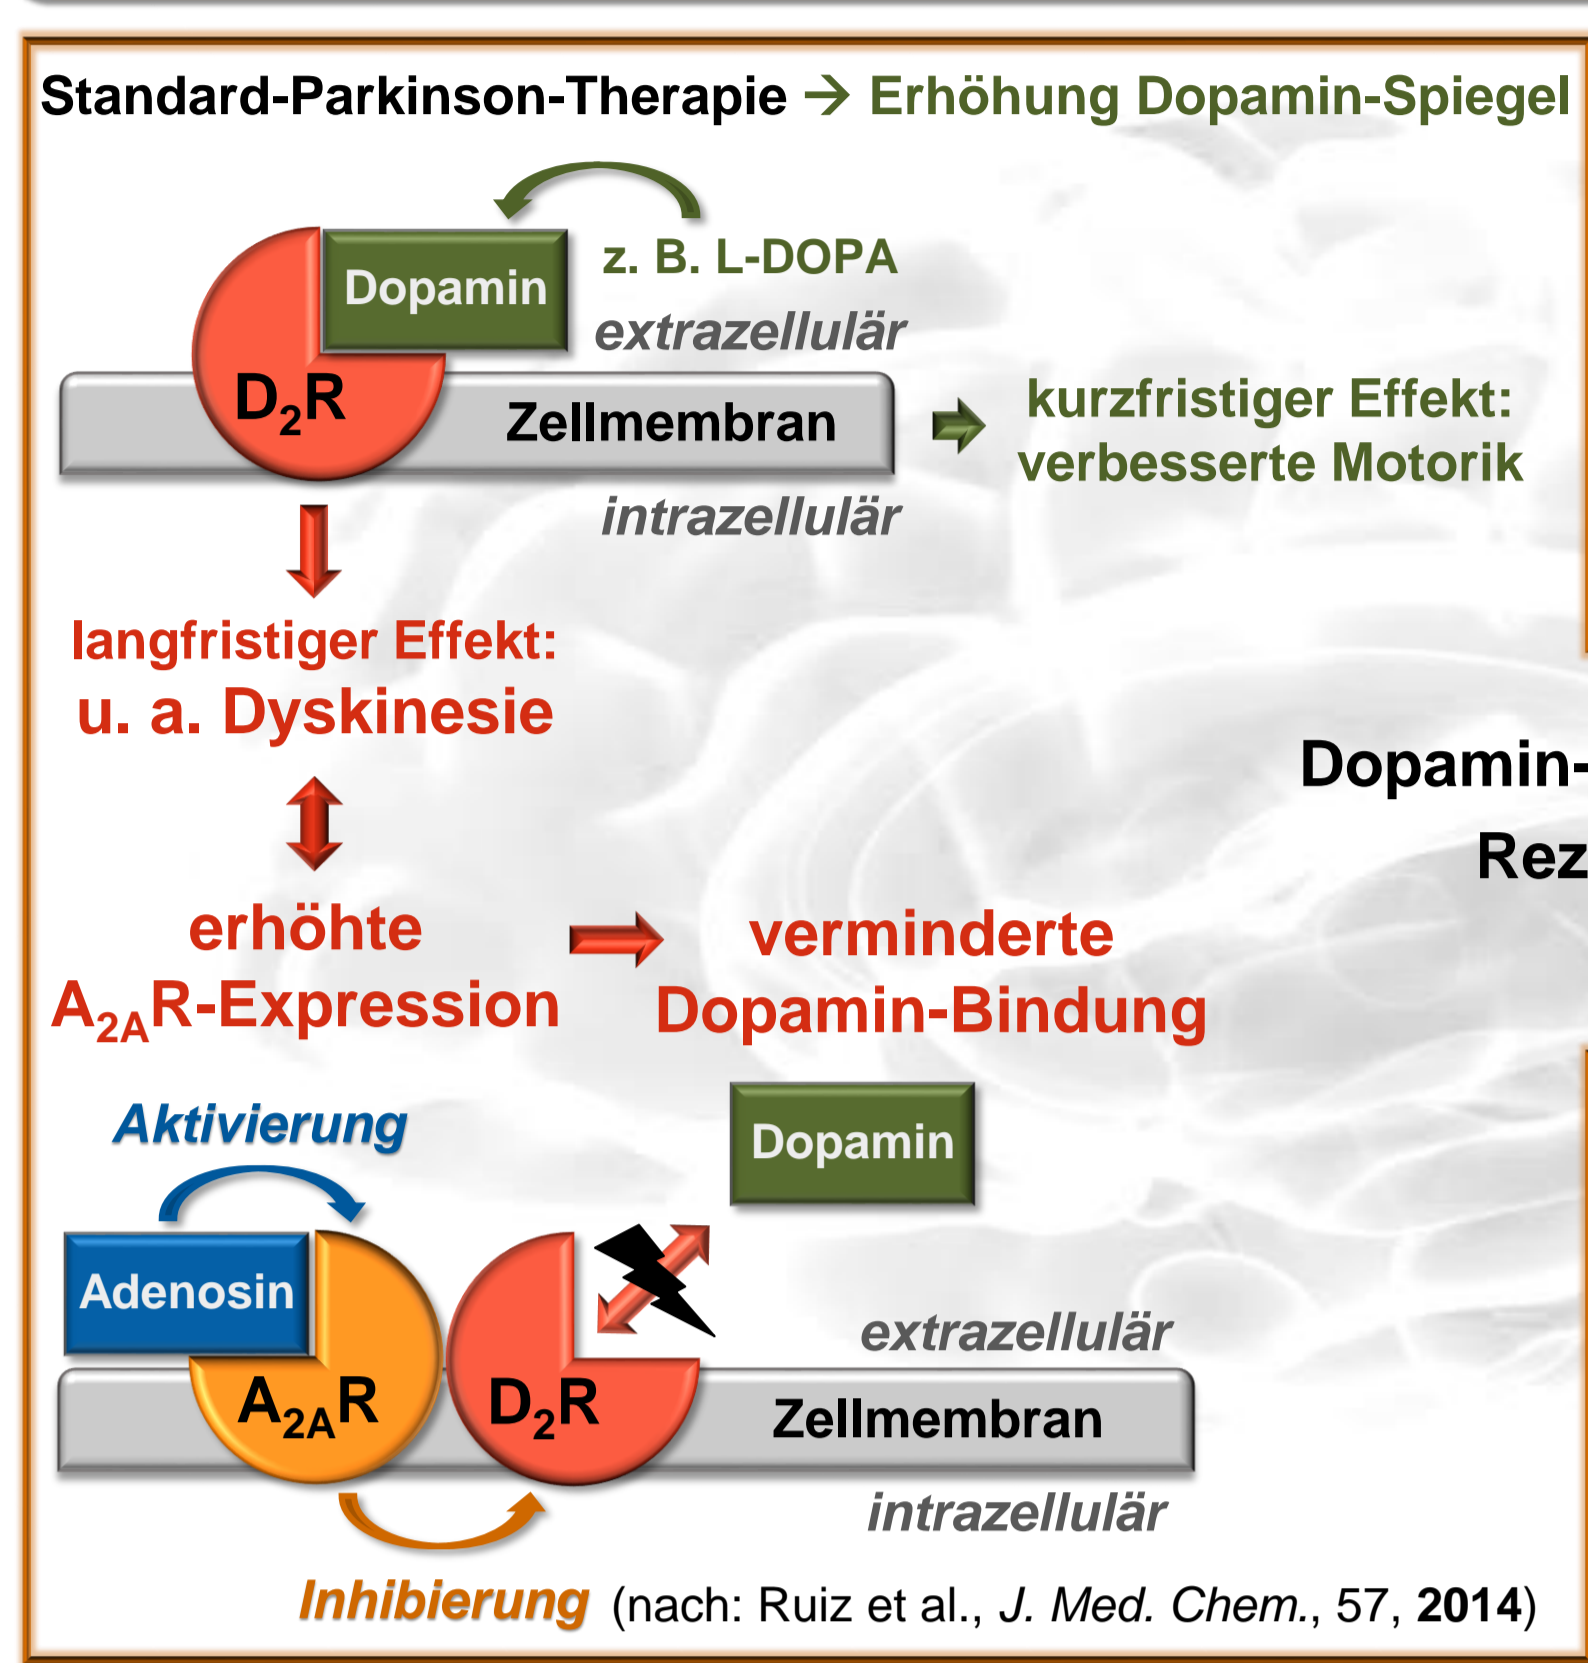 Standard-Parkinson-Therapie → Erhöhung Dopamin-Spiegel
Dopamin
z. B. L-DOPA
extrazellulär
D₂R
Zellmembran
intrazellulär
kurzfristiger Effekt:
verbesserte Motorik
langfristiger Effekt:
u. a. Dyskinesie
Dopamin-
Rez
erhöhte
A₂ₐR-Expression
verminderte
Dopamin-Bindung
Aktivierung
Dopamin
Adenosin
A₂ₐR
D₂R
extrazellulär
Zellmembran
intrazellulär
Inhibierung (nach: Ruiz et al., J. Med. Chem., 57, 2014)